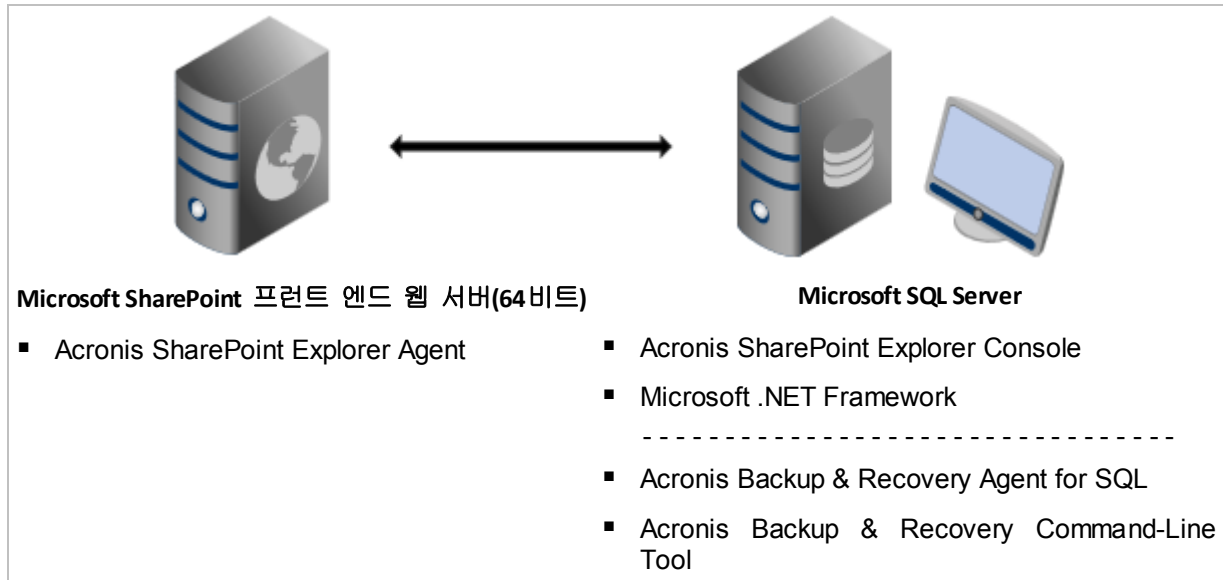 Microsoft SharePoint 프런트 엔드 웹 서버(64비트)
▪ Acronis SharePoint Explorer Agent
Microsoft SQL Server
▪ Acronis SharePoint Explorer Console
▪ Microsoft .NET Framework
- - - - - - - - - - - - - - - - - - - - - - - - - - - - - - - - -
▪ Acronis Backup & Recovery Agent for SQL
▪ Acronis Backup & Recovery Command-Line
Tool